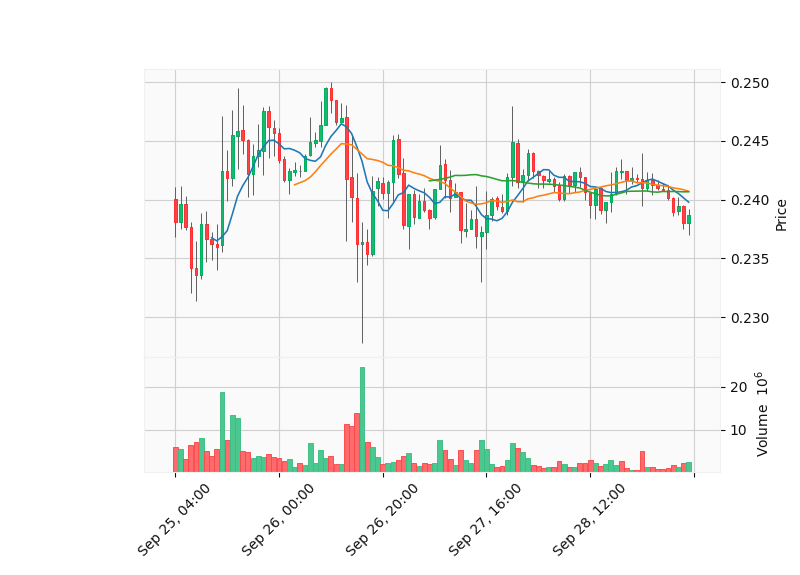 0.250
0.245
0.240
0.235
0.230
Price
20
10
Volume 10^6
Sep 25, 04:00
Sep 26, 00:00
Sep 26, 20:00
Sep 27, 16:00
Sep 28, 12:00